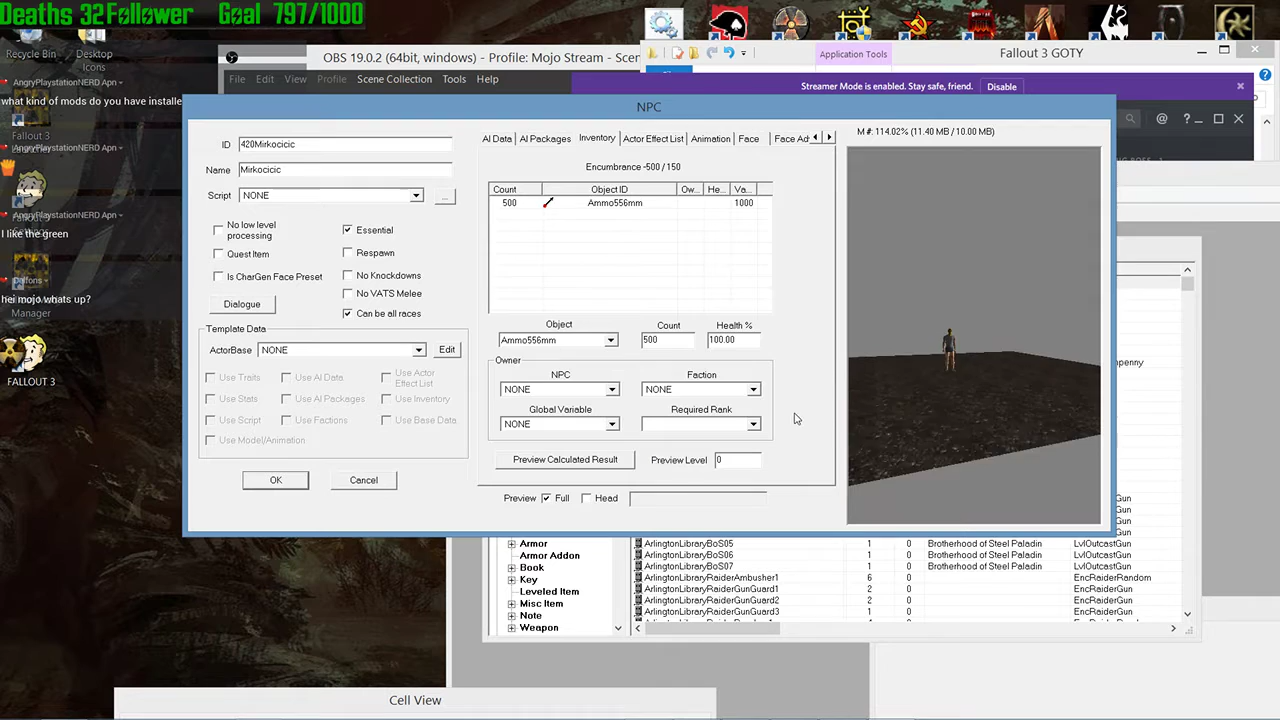 Deaths 32Follower Goal 797/1000
Recycle Bin
Desktop
Icons
AngryPlaystationNERD Apn
what kind of mods do you have installe
Fallout 3
AngryPlaystationNERD Apn
AngryPlaystationNERD Apn
I like the green
hei mojo whats up?
Manager
FALLOUT 3
OBS 19.0.2 (64bit, windows) - Profile: Mojo Stream - Scen
File Edit View Profile Scene Collection Tools Help
Application Tools
Fallout 3 GOTY
Streamer Mode is enabled. Stay safe, friend.
Disable
NPC
ID
420Mirkocicic
Name
Mirkocicic
Script
NONE
...
No low level
processing
Essential
Quest Item
Respawn
Is CharGen Face Preset
No Knockdowns
No VATS Melee
Dialogue
Can be all races
Template Data
ActorBase
NONE
Edit
Use Traits
Use AI Data
Use Actor
Effect List
Use Stats
Use AI Packages
Use Inventory
Use Script
Use Factions
Use Base Data
Use Model/Animation
OK
Cancel
AI Data AI Packages Inventory Actor Effect List Animation Face Face Ad
Encumbrance -500 / 150
Count Object ID Ow... He... Va...
500 Ammo556mm 1000
Object
Count
Health %
Ammo556mm
500
100.00
Owner
NPC
Faction
NONE
NONE
Global Variable
Required Rank
NONE
Preview Calculated Result
Preview Level
0
Preview
Full
Head
M #: 114.02% (11.40 MB / 10.00 MB)
enpenny
Gun
Gun
Gun
Armor
Armor Addon
Book
Key
Leveled Item
Misc Item
Note
Weapon
ArlingtonLibraryBoS05 1 0 Brotherhood of Steel Paladin LvlOutcastGun
ArlingtonLibraryBoS06 1 0 Brotherhood of Steel Paladin LvlOutcastGun
ArlingtonLibraryBoS07 1 0 Brotherhood of Steel Paladin LvlOutcastGun
ArlingtonLibraryRaiderAmbusher1 6 0 EncRaiderRandom
ArlingtonLibraryRaiderGunGuard1 2 0 EncRaiderGun
ArlingtonLibraryRaiderGunGuard2 2 0 EncRaiderGun
ArlingtonLibraryRaiderGunGuard3 1 0 EncRaiderGun
Cell View